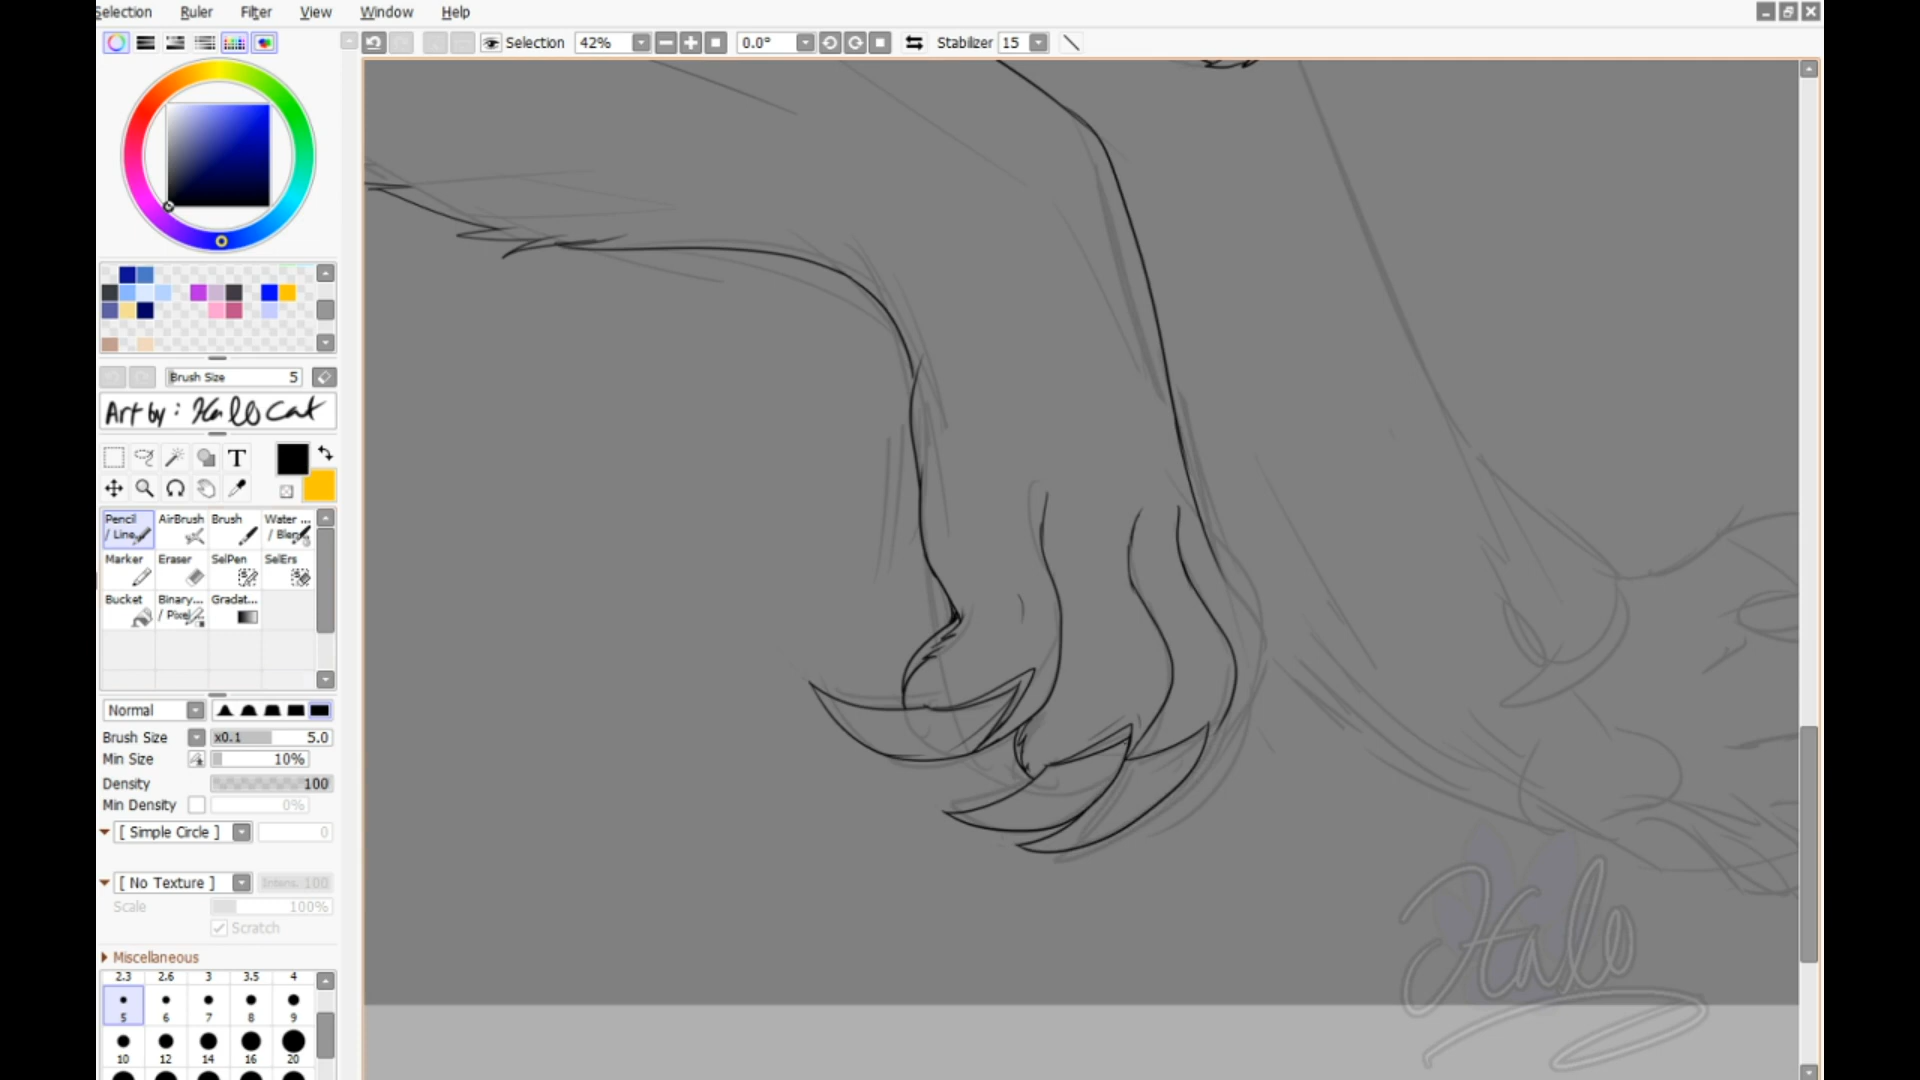 Selection Ruler Filter View Window Help
Selection 42% 0.0° Stabilizer 15
Brush Size 5
Art by: Halo Cat
T
Pencil / Line AirBrush Brush Water ... / Blen
Marker Eraser SelPen SelErs
Bucket Binary... / Pixel Gradat...
Normal
Brush Size x0.1 5.0
Min Size 10%
Density 100
Min Density 0%
[ Simple Circle ] 0
[ No Texture ] Intens. 100
Scale 100%
Scratch
Miscellaneous
2.3 2.6 3 3.5 4
5 6 7 8 9
10 12 14 16 20
Halo